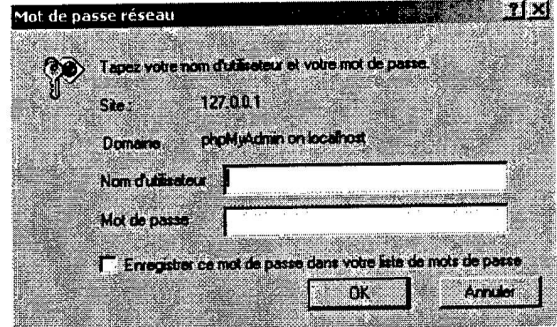 Mot de passe réseau
Tapez votre nom d'utilisateur et votre mot de passe.
Site : 127.0.0.1
Domaine phpMyAdmin on localhost
Nom d'utilisateur
Mot de passe
Enregistrer ce mot de passe dans votre liste de mots de passe
OK Annuler